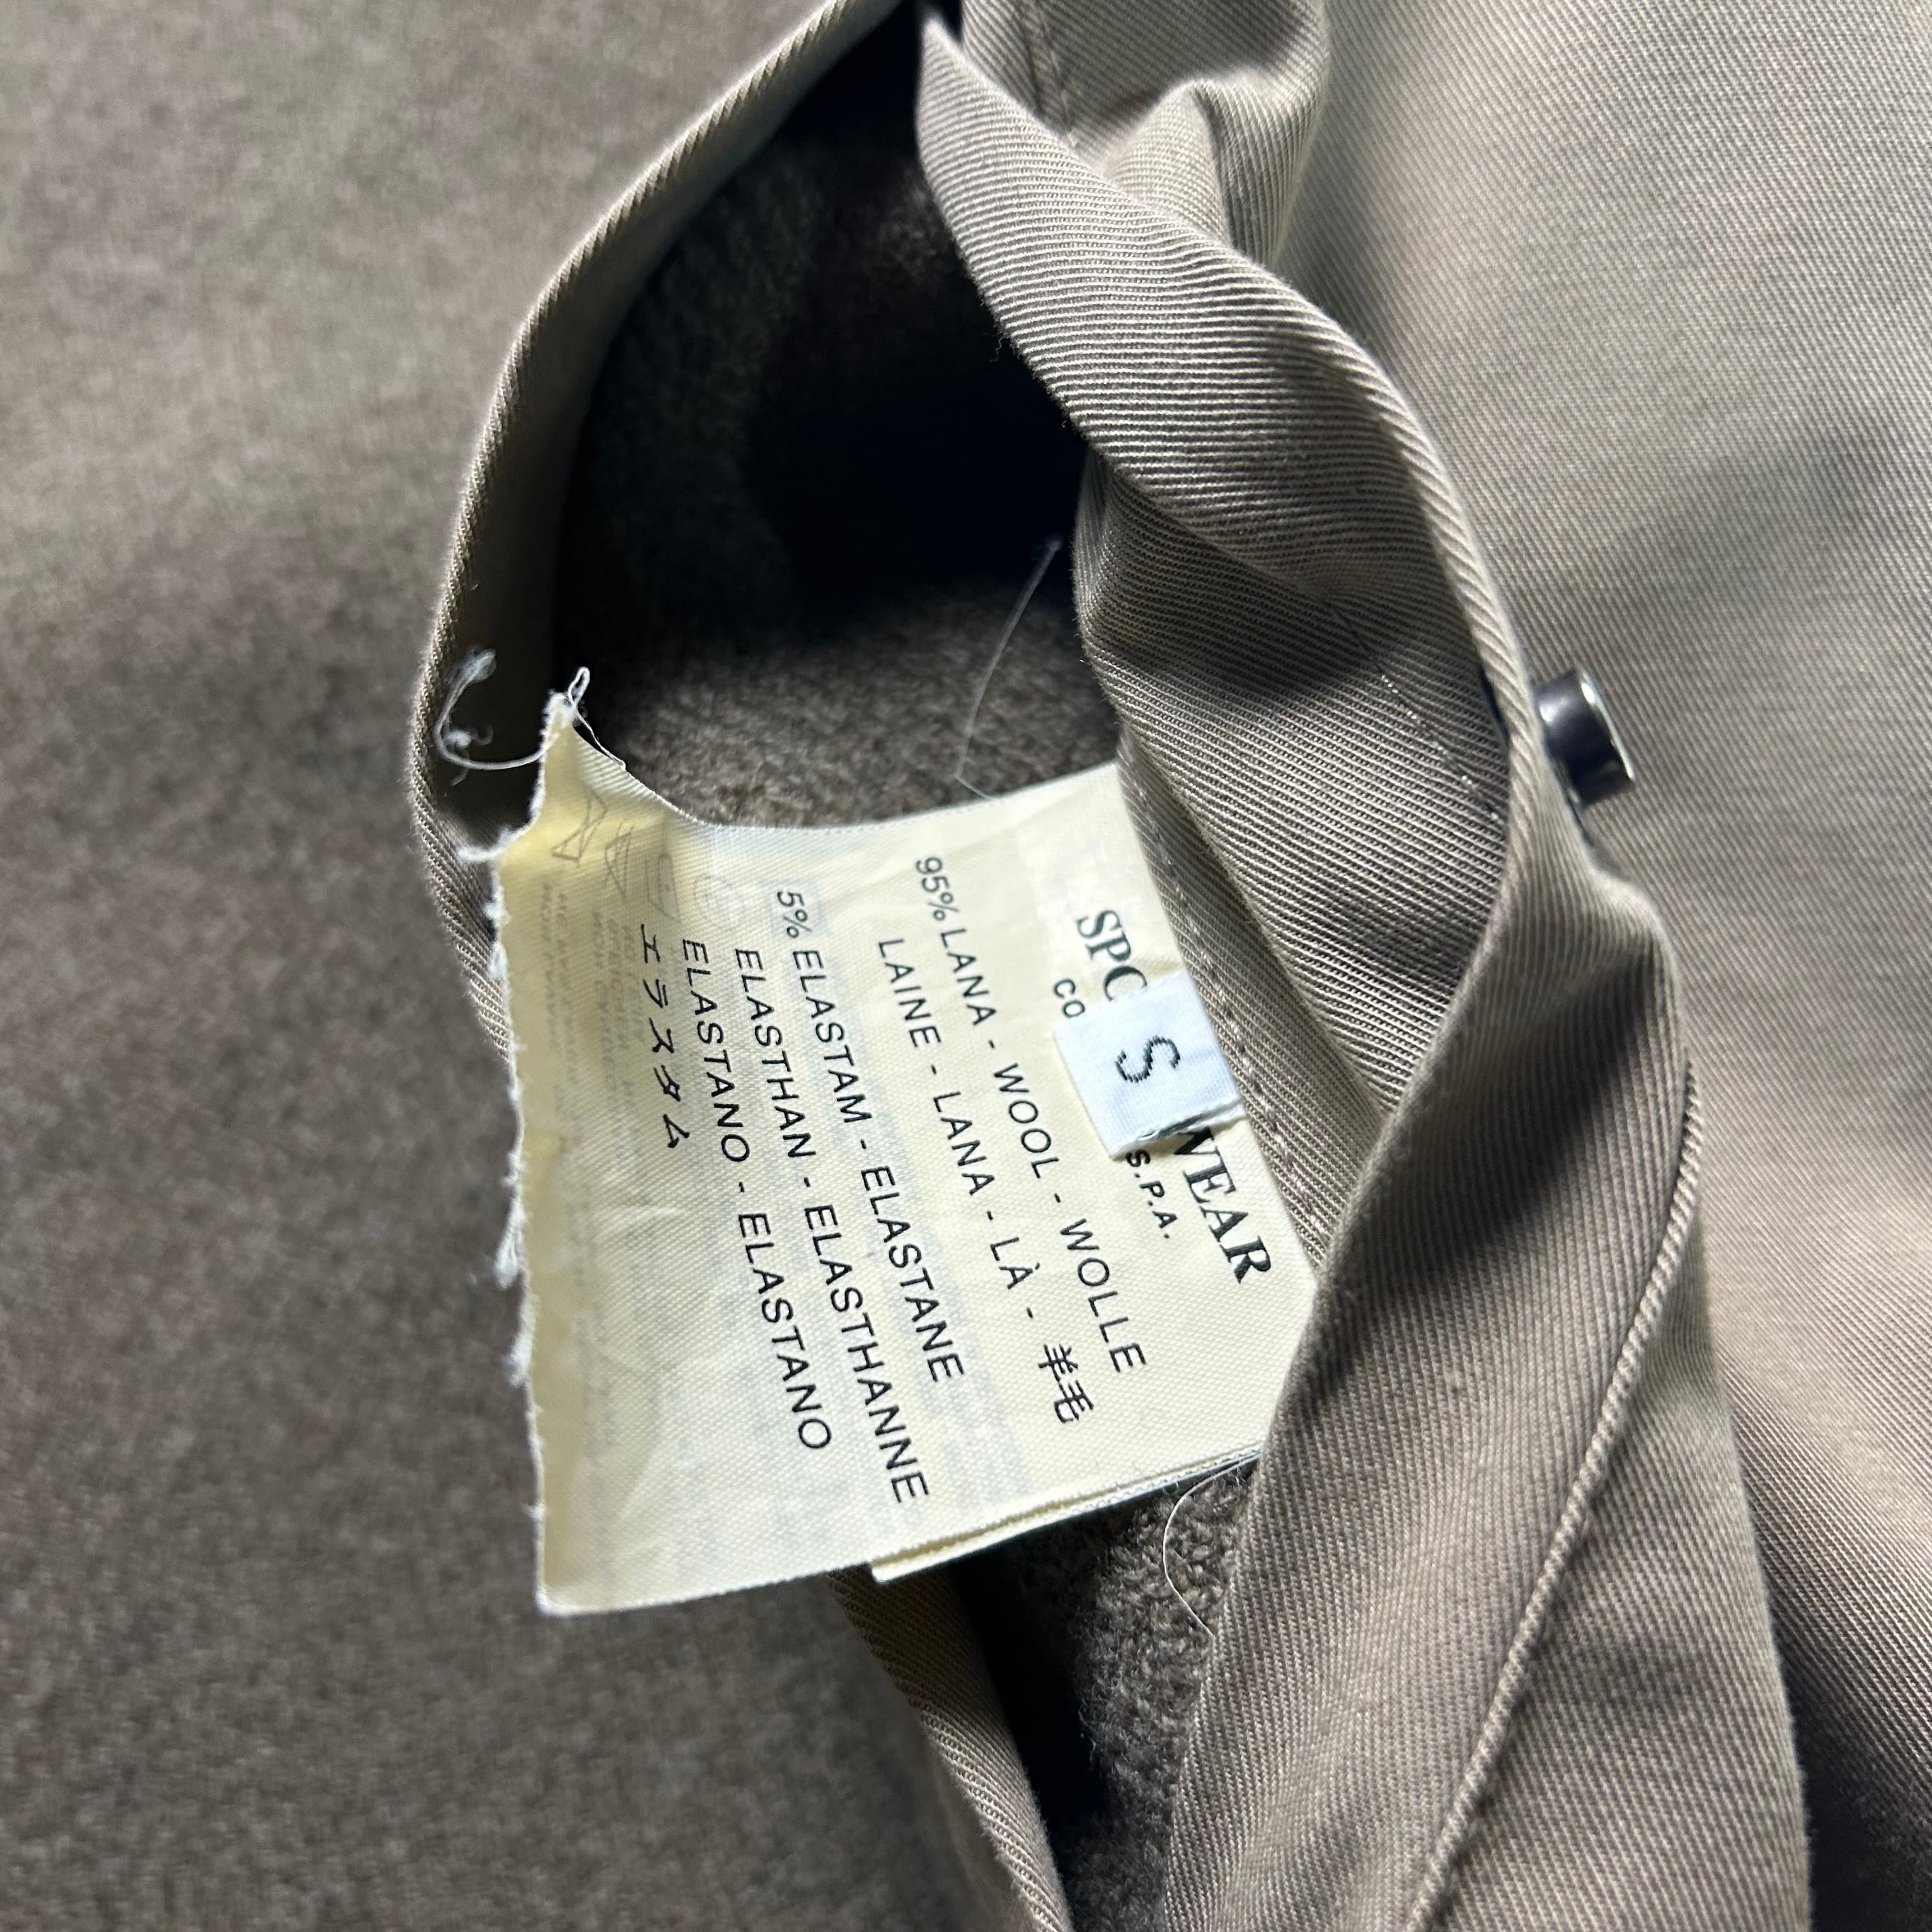 SPO
WEAR
CO
S.P.A.
S
95% LANA - WOOL - WOLLE
LAINE - LANA - LÀ - 羊毛
5% ELASTAM - ELASTANE
ELASTHAN - ELASTHANNE
ELASTANO - ELASTANO
エラスタム